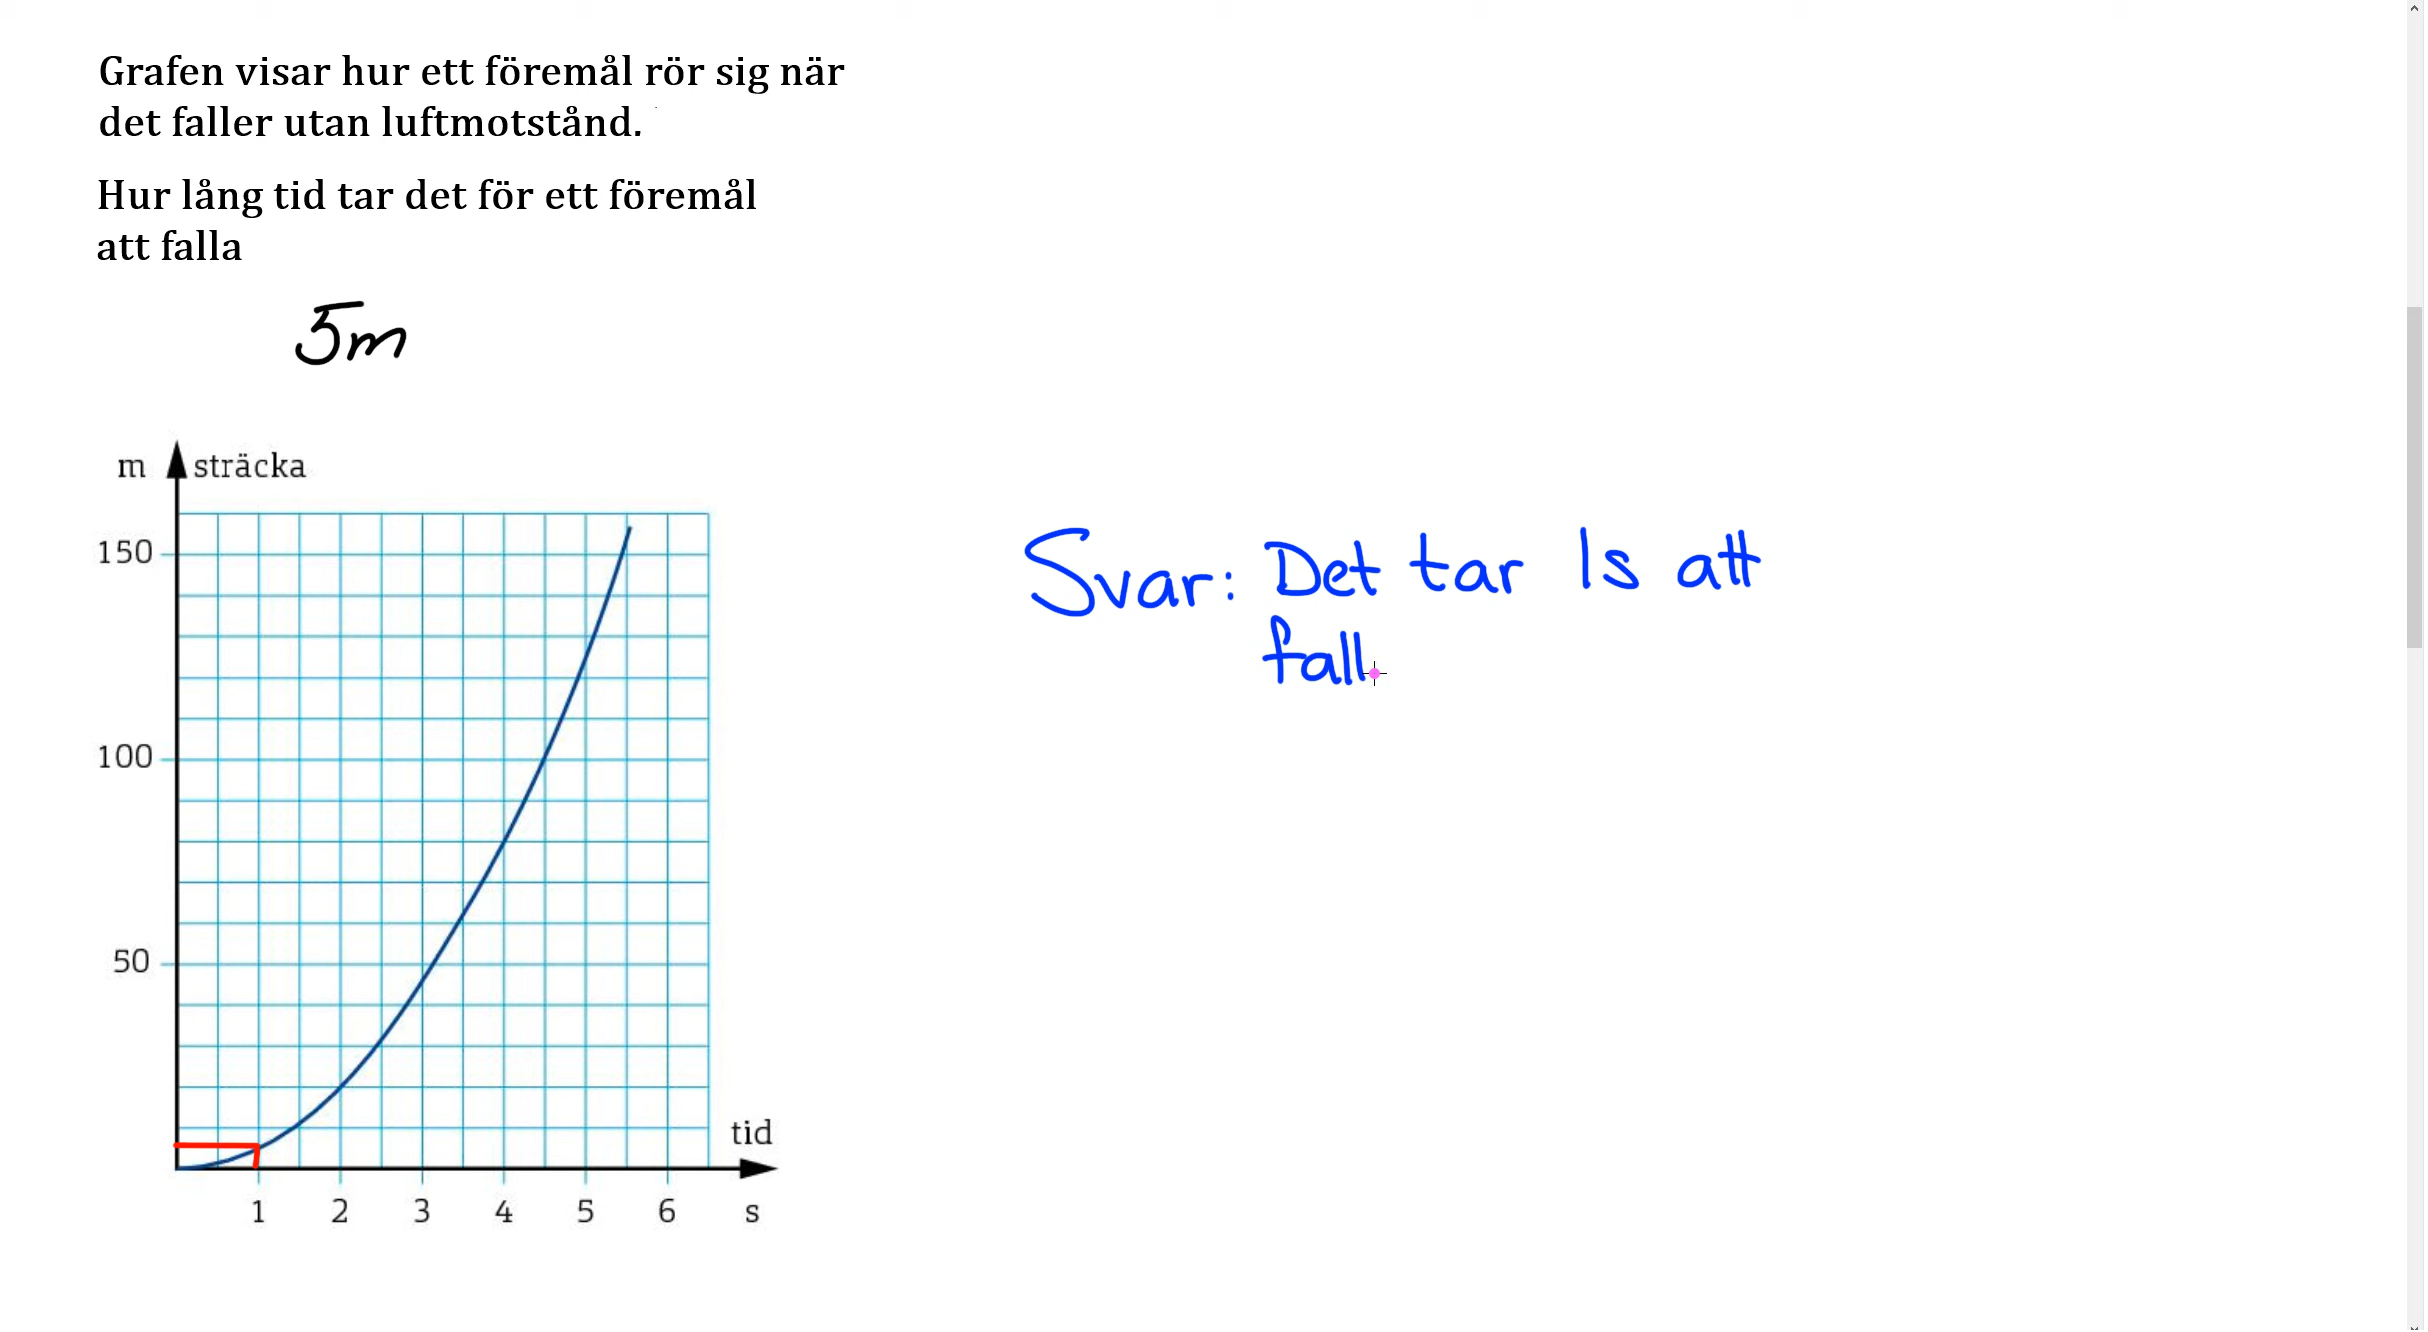 Grafen visar hur ett föremål rör sig när
det faller utan luftmotstånd.
Hur lång tid tar det för ett föremål
att falla
5m
m sträcka
150
100
50
tid
1 2 3 4 5 6 s
Svar: Det tar 1s att
fall